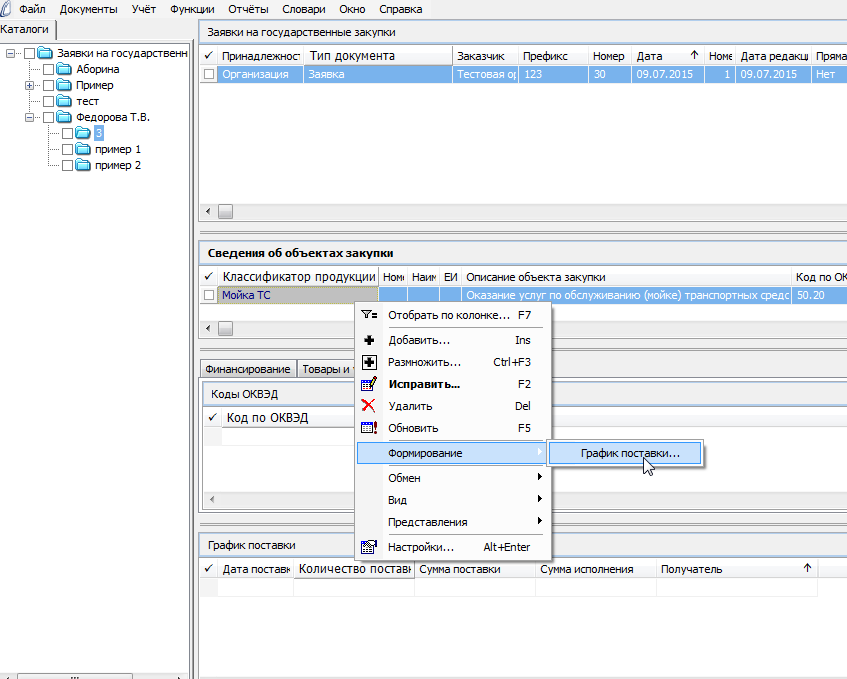 Файл Документы Учёт Функции Отчёты Словари Окно Справка
Каталоги
Заявки на государственн
Аборина
Пример
тест
Федорова Т.В.
3
пример 1
пример 2
Заявки на государственные закупки
Принадлежност Тип документа Заказчик Префикс Номер Дата Номе Дата редакц Пряма
Организация Заявка Тестовая ор 123 30 09.07.2015 1 09.07.2015 Нет
Сведения об объектах закупки
Классификатор продукции Номе Наим ЕИ Описание объекта закупки Код по ОК
Мойка ТС Оказание услуг по обслуживанию (мойке) транспортных средс 50.20
Отобрать по колонке... F7
Добавить... Ins
Размножить... Ctrl+F3
Исправить... F2
Удалить Del
Обновить F5
Формирование
График поставки...
Обмен
Вид
Представления
Настройки... Alt+Enter
Финансирование Товары и
Коды ОКВЭД
Код по ОКВЭД
График поставки
Дата поставк Количество поставк Сумма поставки Сумма исполнения Получатель